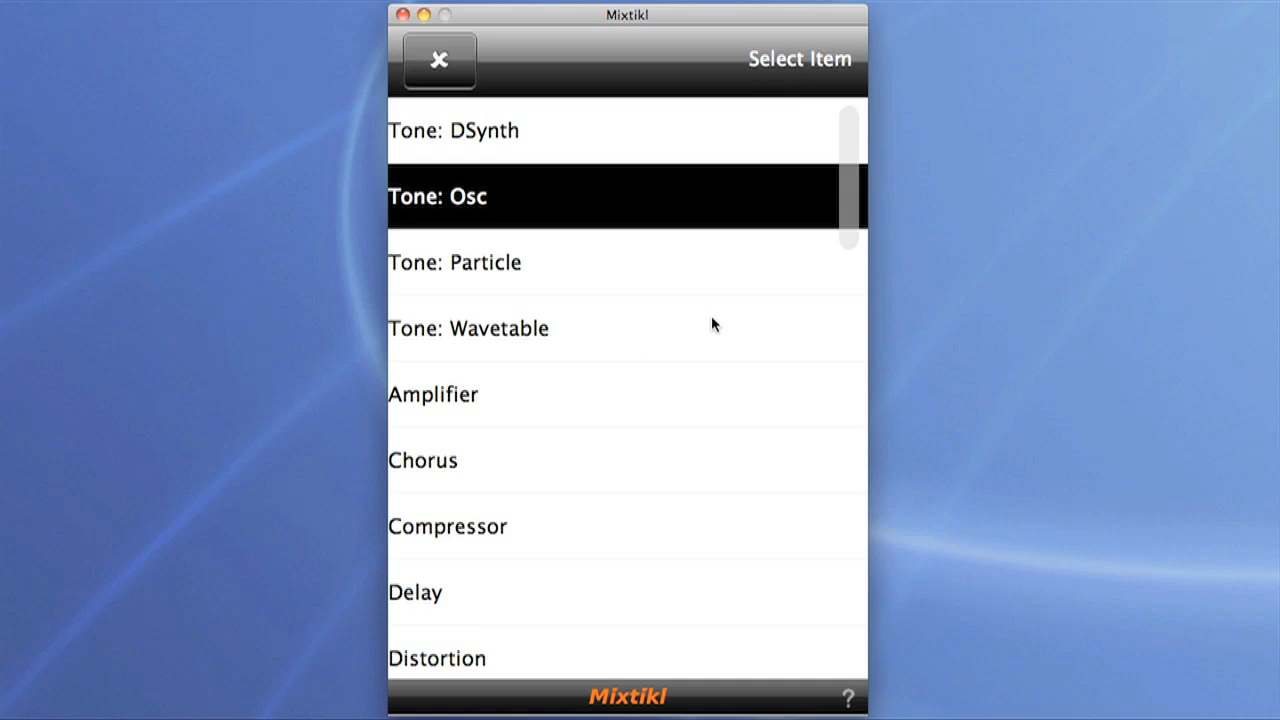 Mixtikl
Select Item
Tone: DSynth
Tone: Osc
Tone: Particle
Tone: Wavetable
Amplifier
Chorus
Compressor
Delay
Distortion
Mixtikl
?